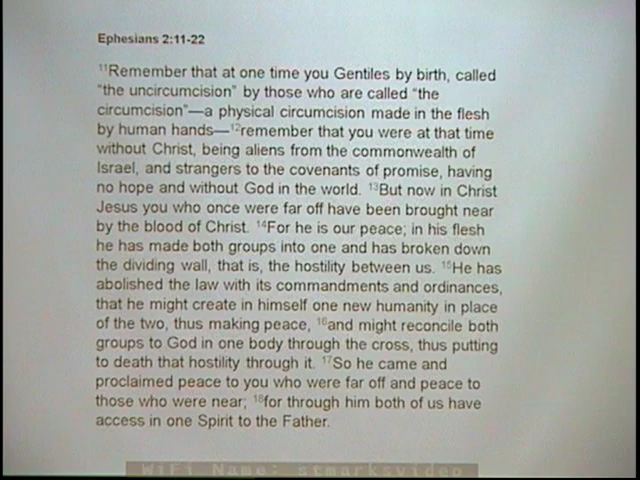 Ephesians 2:11-22
¹¹Remember that at one time you Gentiles by birth, called
"the uncircumcision" by those who are called "the
circumcision"—a physical circumcision made in the flesh
by human hands—¹²remember that you were at that time
without Christ, being aliens from the commonwealth of
Israel, and strangers to the covenants of promise, having
no hope and without God in the world. ¹³But now in Christ
Jesus you who once were far off have been brought near
by the blood of Christ. ¹⁴For he is our peace; in his flesh
he has made both groups into one and has broken down
the dividing wall, that is, the hostility between us. ¹⁵He has
abolished the law with its commandments and ordinances,
that he might create in himself one new humanity in place
of the two, thus making peace, ¹⁶and might reconcile both
groups to God in one body through the cross, thus putting
to death that hostility through it. ¹⁷So he came and
proclaimed peace to you who were far off and peace to
those who were near; ¹⁸for through him both of us have
access in one Spirit to the Father.
WiFi Name: stmarksvideo